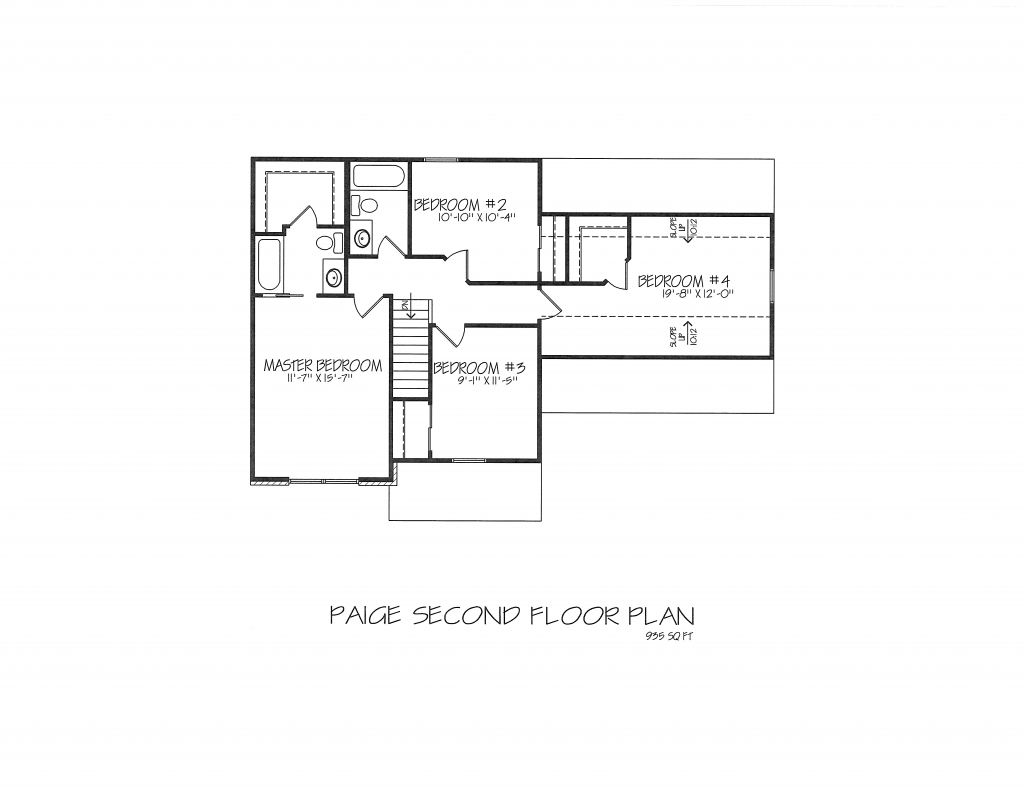 BEDROOM #2
10'-10" X 10'-4"
SLOPE
UP
10:12
BEDROOM #4
19'-8" X 12'-0"
DN
SLOPE
UP
10:12
MASTER BEDROOM
11'-7" X 15'-7"
BEDROOM #3
9'-1" X 11'-5"
PAIGE SECOND FLOOR PLAN
935 SQ FT